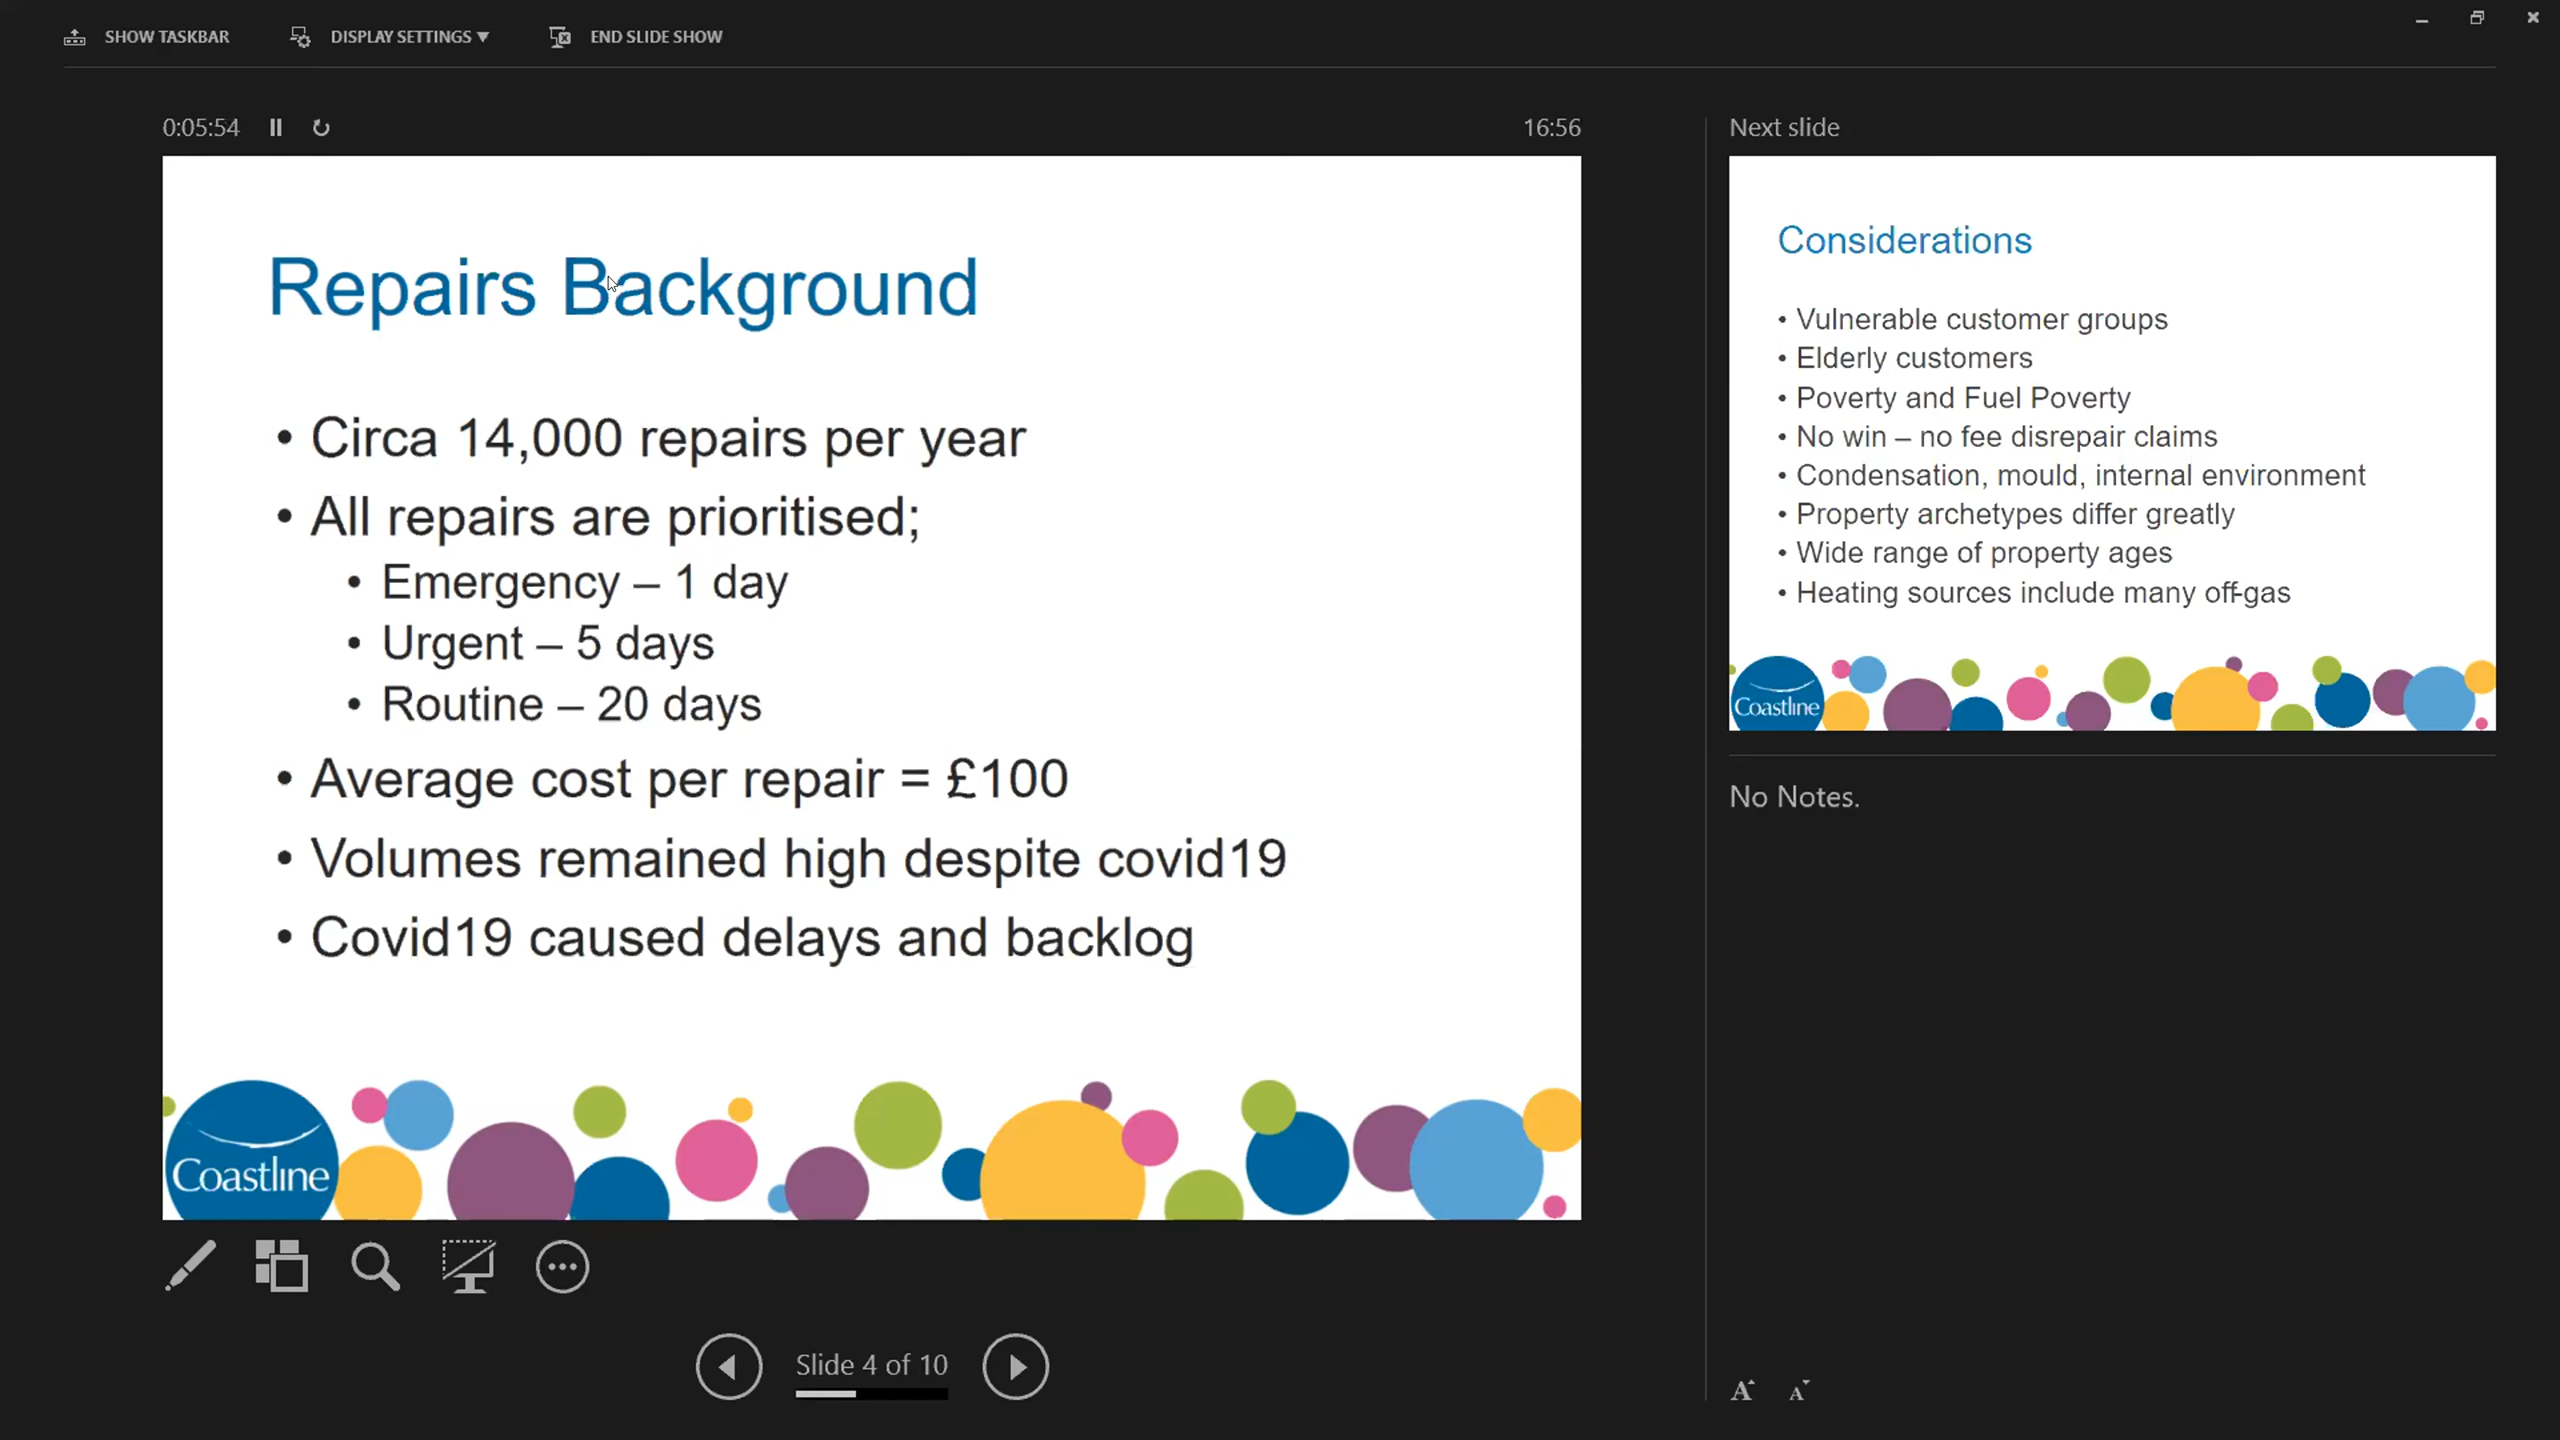 SHOW TASKBAR
DISPLAY SETTINGS ▼
END SLIDE SHOW
0:05:54
16:56
Repairs Background
• Circa 14,000 repairs per year
• All repairs are prioritised;
• Emergency – 1 day
• Urgent – 5 days
• Routine – 20 days
• Average cost per repair = £100
• Volumes remained high despite covid19
• Covid19 caused delays and backlog
Coastline
Slide 4 of 10
Next slide
Considerations
• Vulnerable customer groups
• Elderly customers
• Poverty and Fuel Poverty
• No win – no fee disrepair claims
• Condensation, mould, internal environment
• Property archetypes differ greatly
• Wide range of property ages
• Heating sources include many off-gas
Coastline
No Notes.
A A